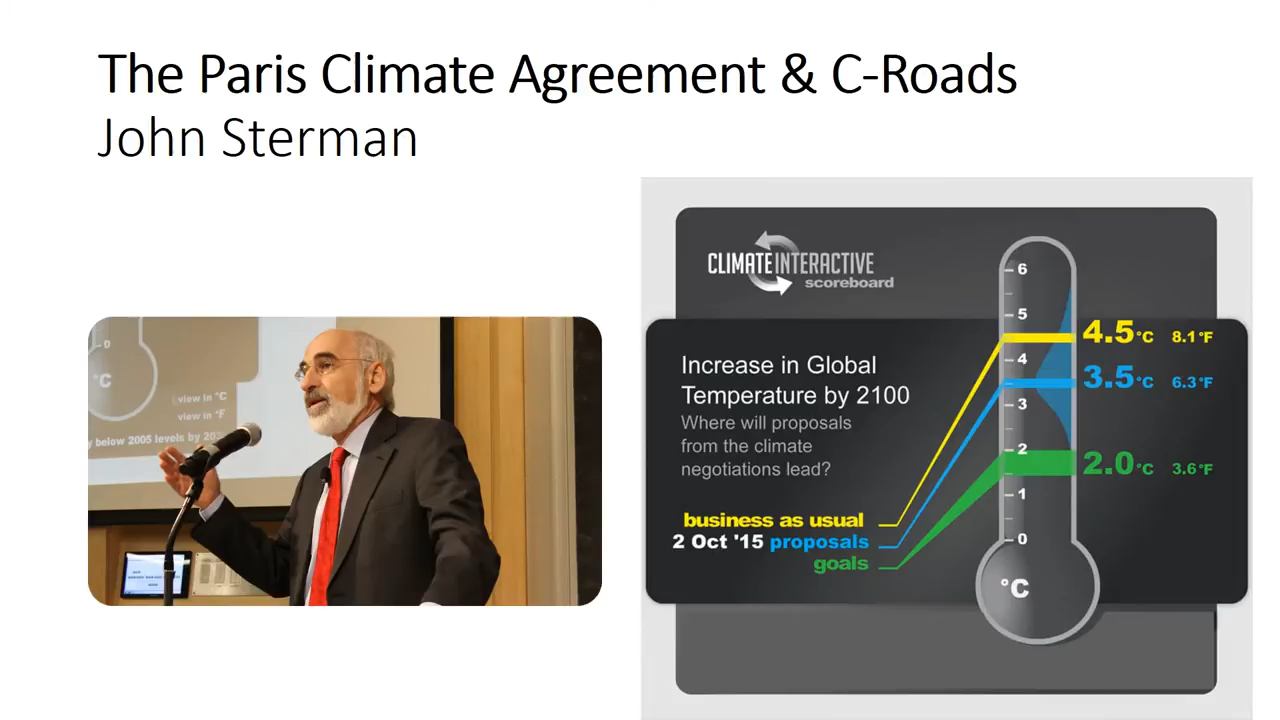 The Paris Climate Agreement & C-Roads
John Sterman
°C
view in °C
view in °F
below 2005 levels by
CLIMATE INTERACTIVE
scoreboard
Increase in Global
Temperature by 2100
Where will proposals
from the climate
negotiations lead?
business as usual
2 Oct '15 proposals
goals
6
5
4
3
2
1
0
°C
4.5°C 8.1°F
3.5°C 6.3°F
2.0°C 3.6°F